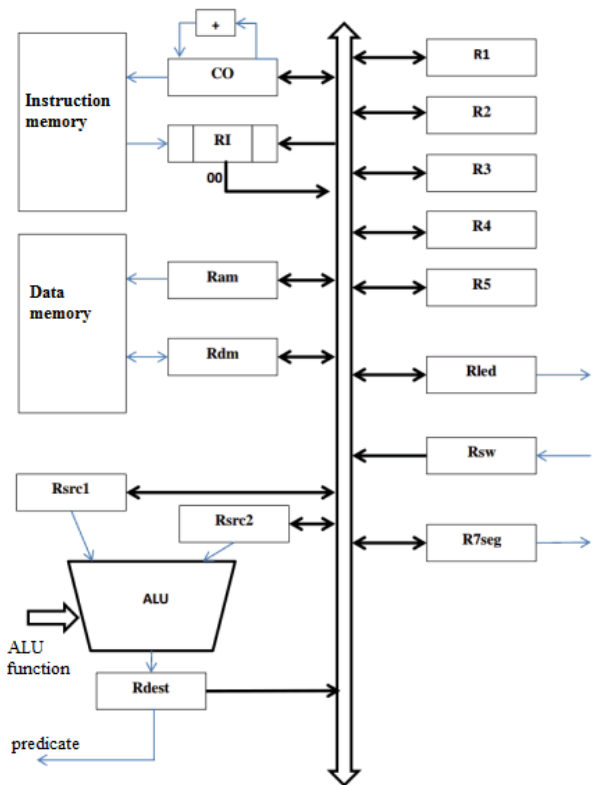 +
CO
Instruction
memory
RI
00
Ram
Data
memory
Rdm
Rsrc1
Rsrc2
ALU
ALU
function
Rdest
predicate
R1
R2
R3
R4
R5
Rled
Rsw
R7seg